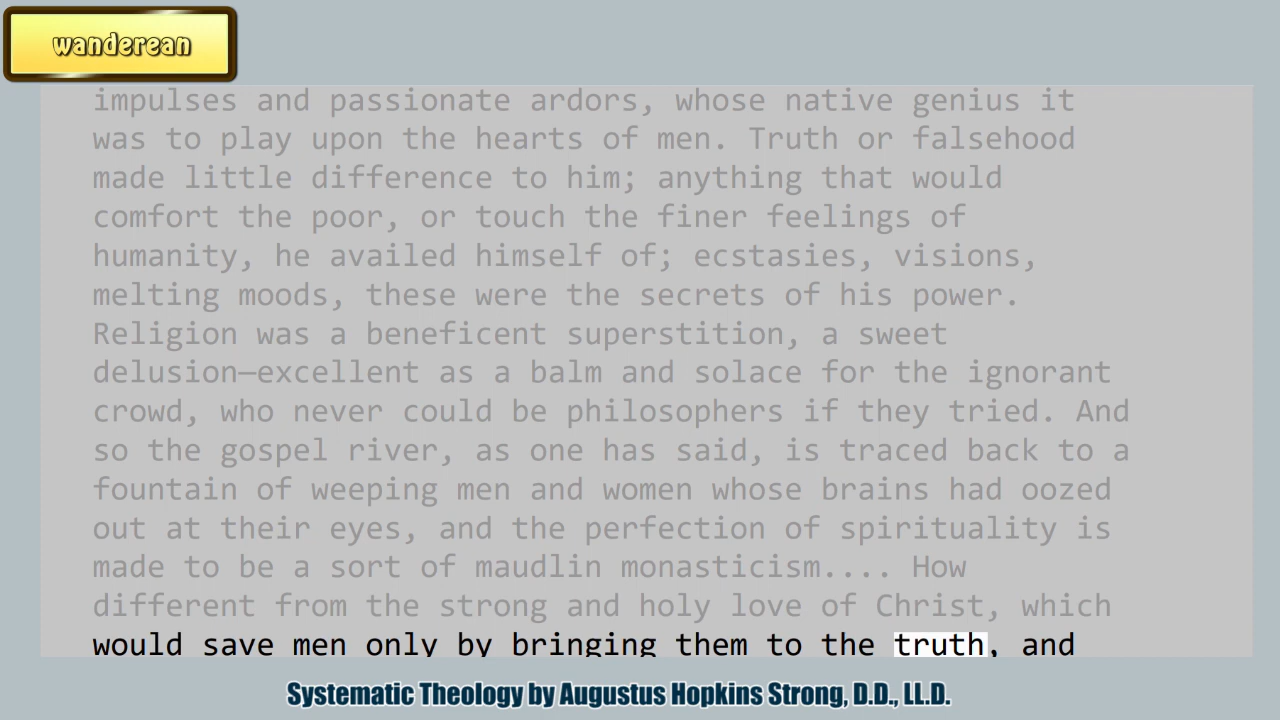 wanderean
impulses and passionate ardors, whose native genius it
was to play upon the hearts of men. Truth or falsehood
made little difference to him; anything that would
comfort the poor, or touch the finer feelings of
humanity, he availed himself of; ecstasies, visions,
melting moods, these were the secrets of his power.
Religion was a beneficent superstition, a sweet
delusion—excellent as a balm and solace for the ignorant
crowd, who never could be philosophers if they tried. And
so the gospel river, as one has said, is traced back to a
fountain of weeping men and women whose brains had oozed
out at their eyes, and the perfection of spirituality is
made to be a sort of maudlin monasticism.... How
different from the strong and holy love of Christ, which
would save men only by bringing them to the truth, and
Systematic Theology by Augustus Hopkins Strong, D.D., LL.D.